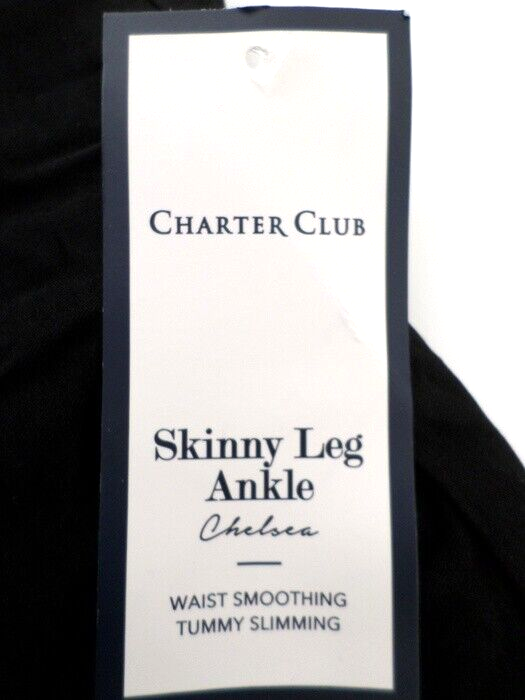 CHARTER CLUB
Skinny Leg
Ankle
Chelsea
WAIST SMOOTHING
TUMMY SLIMMING